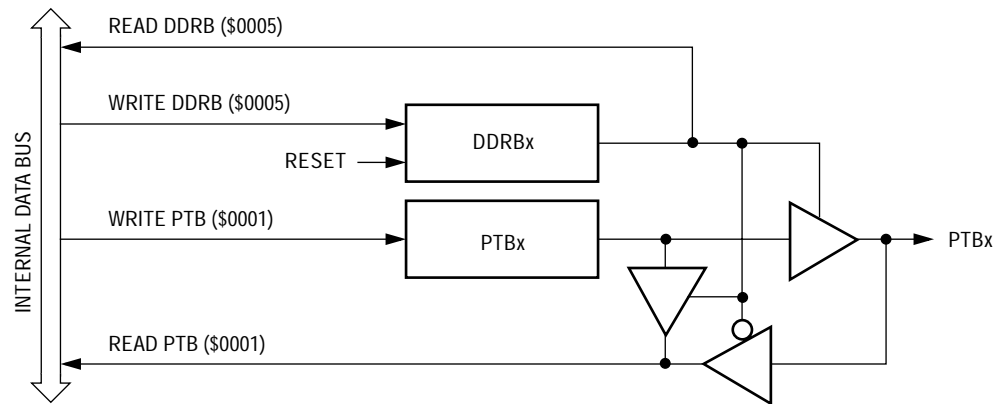 READ DDRB ($0005)
WRITE DDRB ($0005)
DDRBx
RESET
INTERNAL DATA BUS
WRITE PTB ($0001)
PTBx
PTBx
READ PTB ($0001)